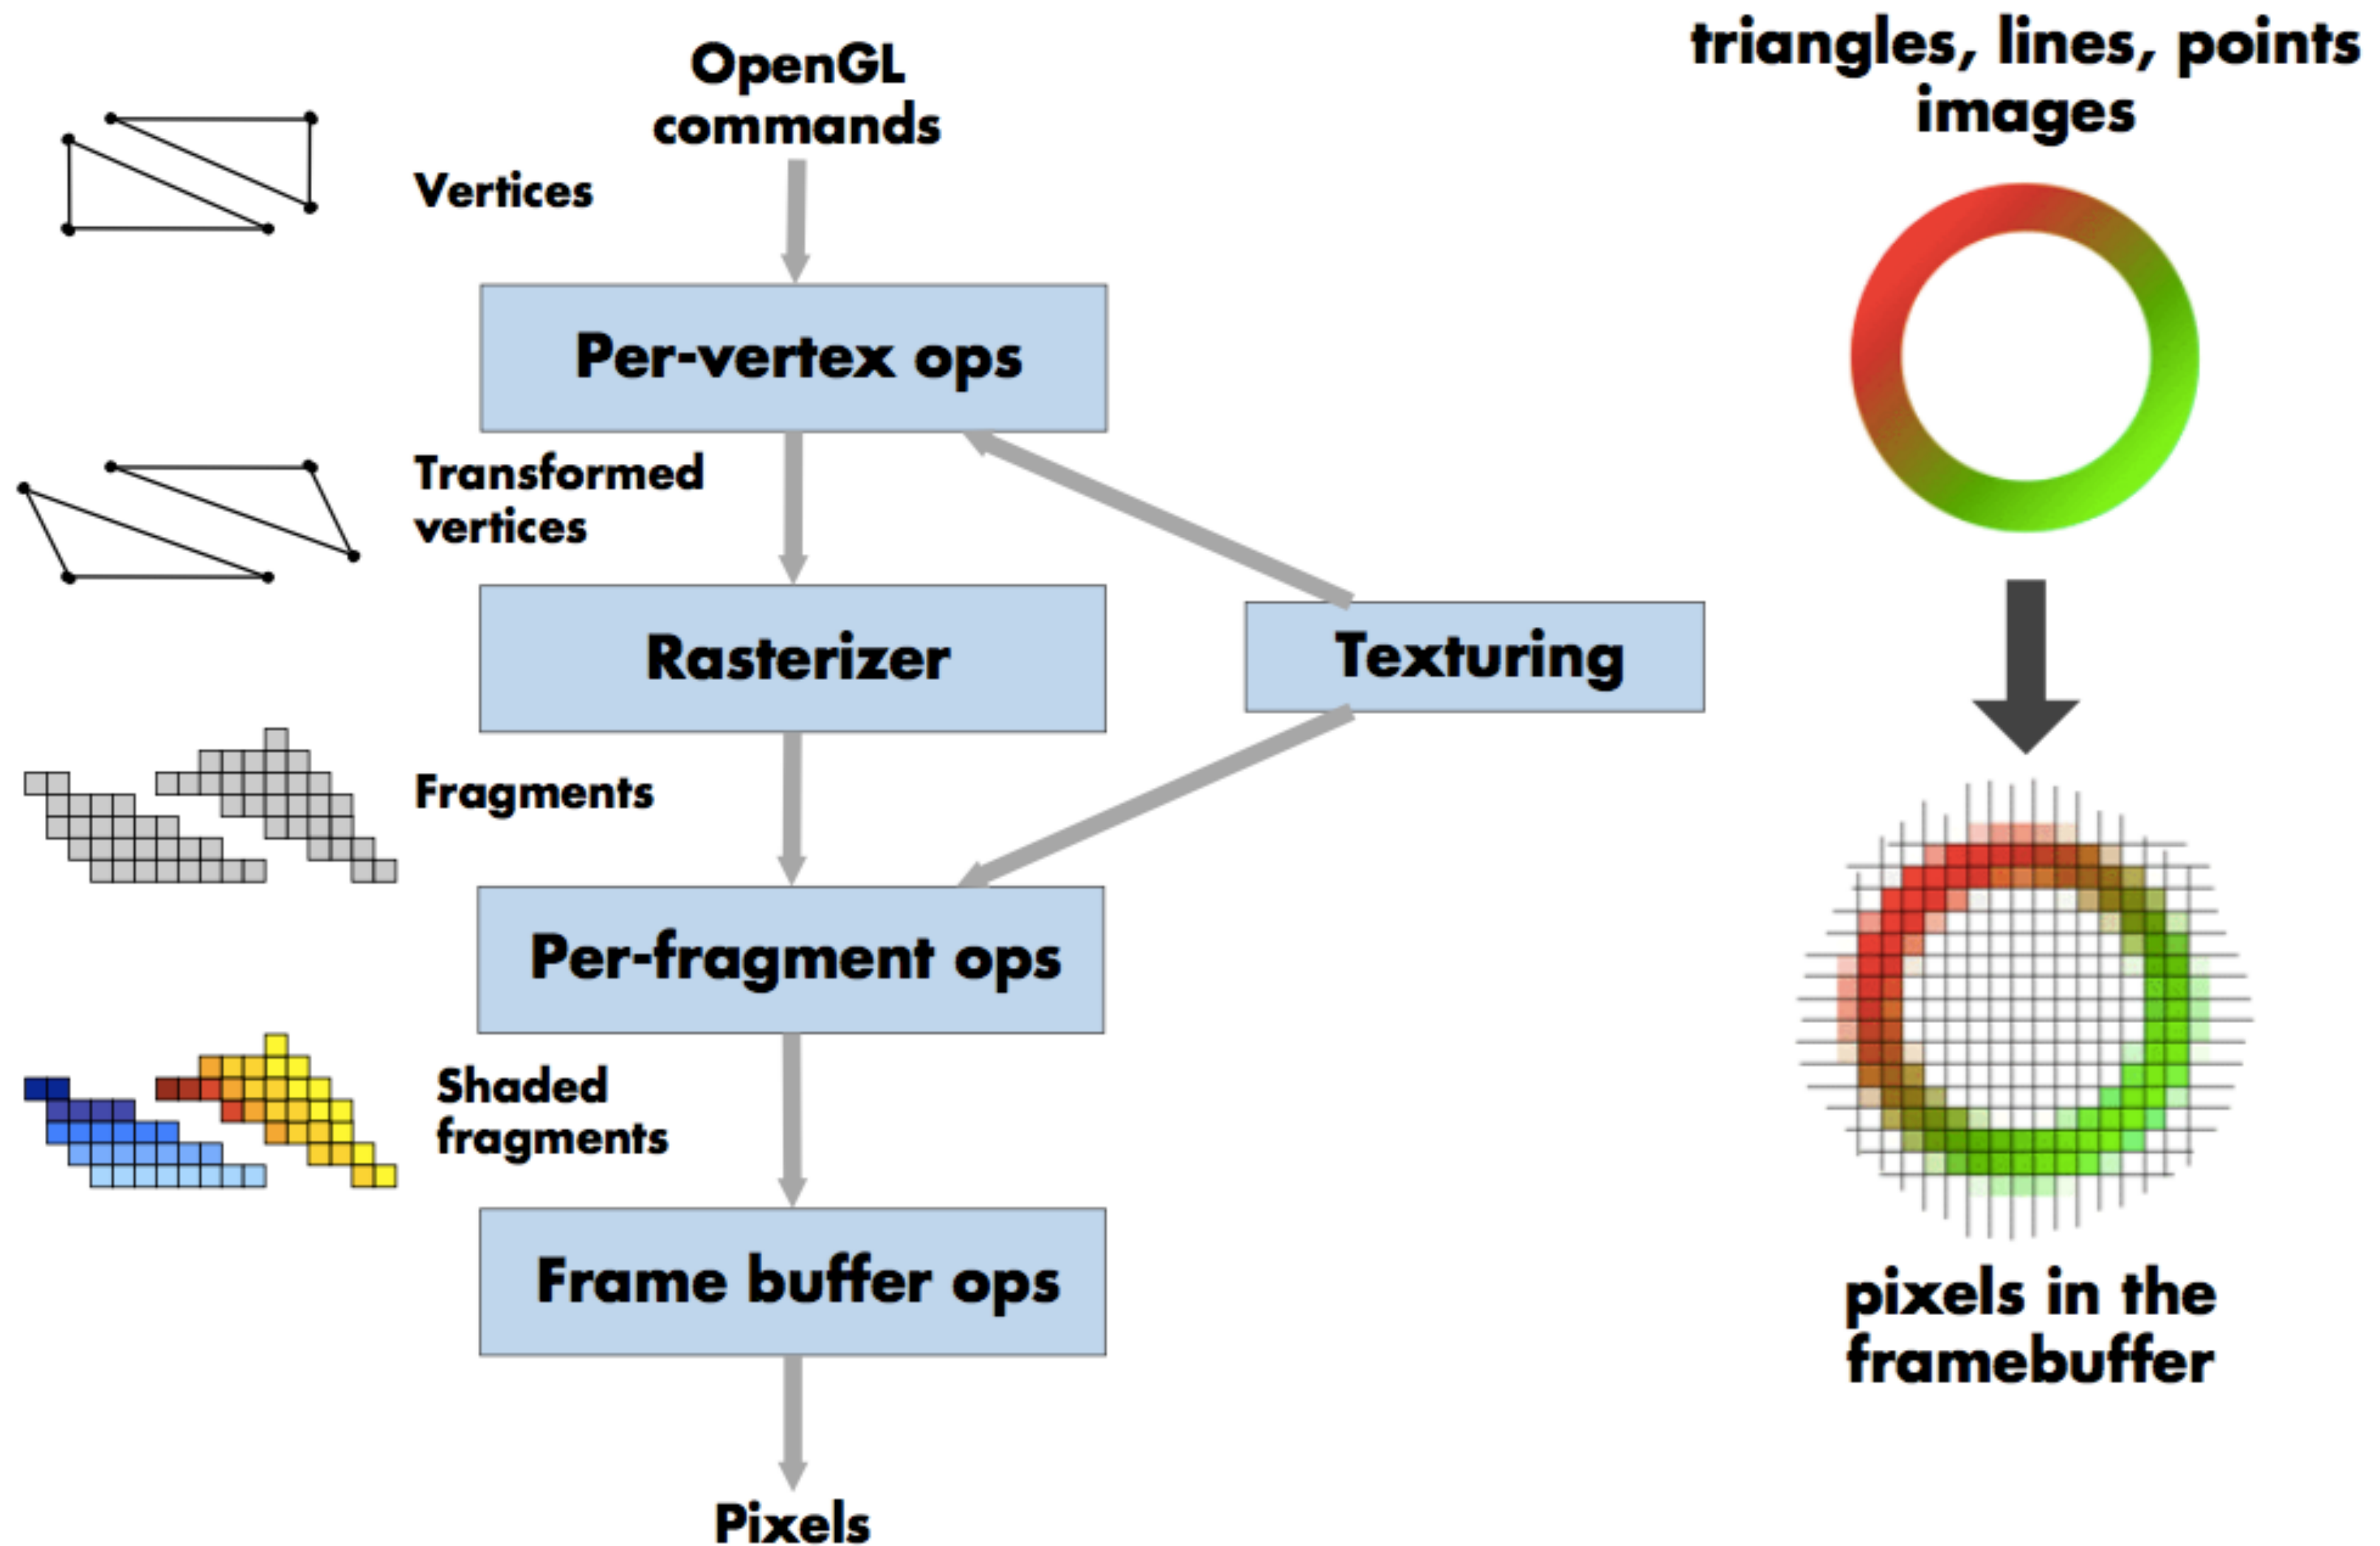 OpenGL
commands
Vertices
Per-vertex ops
Transformed
vertices
Rasterizer
Texturing
Fragments
Per-fragment ops
Shaded
fragments
Frame buffer ops
Pixels
triangles, lines, points
images
pixels in the
framebuffer